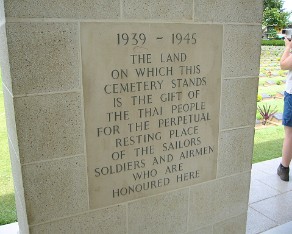 1939 - 1945
THE LAND
ON WHICH THIS
CEMETERY STANDS
IS THE GIFT OF
THE THAI PEOPLE
FOR THE PERPETUAL
RESTING PLACE
OF THE SAILORS
SOLDIERS AND AIRMEN
WHO ARE
HONOURED HERE